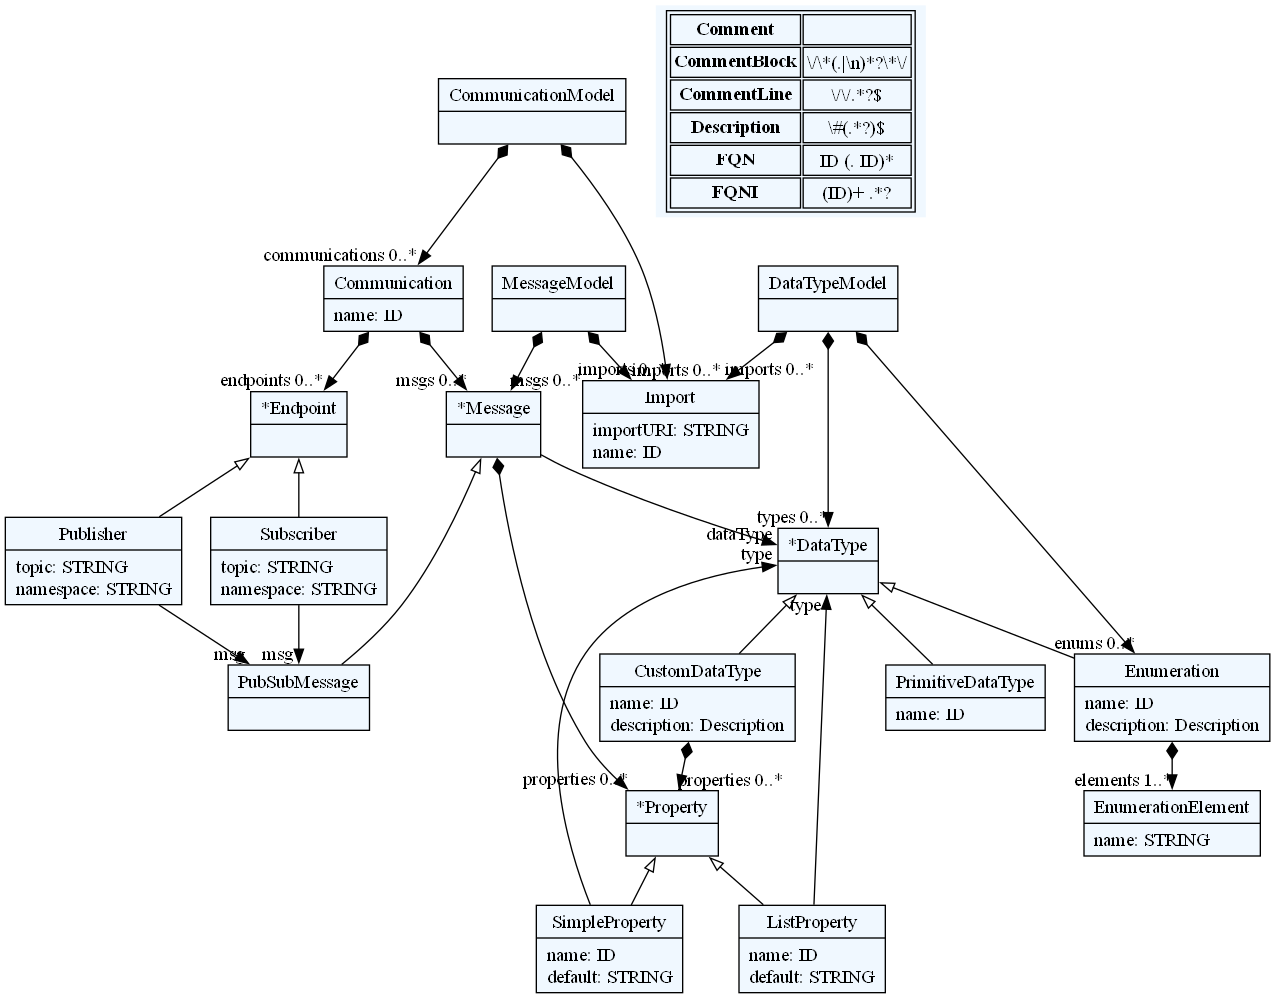 Comment
CommentBlock \/\*(.|\n)*?\*\/
CommentLine \/\/.*?$
Description \#(.*?)$
FQN ID (. ID)*
FQNI (ID)+ .*?
CommunicationModel
communications 0..*
Communication
name: ID
MessageModel
DataTypeModel
endpoints 0..*
msgs 0..*
msgs 0..*
imports 0..*
imports 0..*
imports 0..*
*Endpoint
*Message
Import
importURI: STRING
name: ID
types 0..*
dataType
type
*DataType
Publisher
topic: STRING
namespace: STRING
Subscriber
topic: STRING
namespace: STRING
type
enums 0..*
msg
msg
PubSubMessage
CustomDataType
name: ID
description: Description
PrimitiveDataType
name: ID
Enumeration
name: ID
description: Description
properties 0..*
properties 0..*
elements 1..*
*Property
EnumerationElement
name: STRING
SimpleProperty
name: ID
default: STRING
ListProperty
name: ID
default: STRING